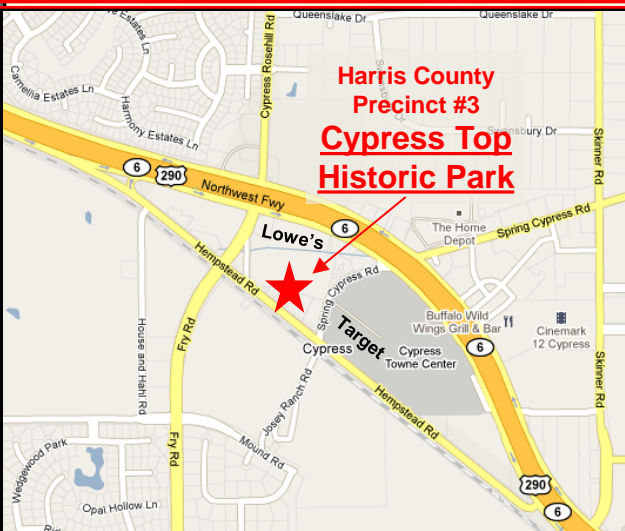 Queenslake Dr
Queenslake Dr
Estates Ln
Camellia Estates Ln
Harmony Estates Ln
Cypress Rosehill Rd
Harris County
Precinct #3
Cypress Top
Historic Park
Swansbury Dr
Skinner Rd
6
290
Northwest Fwy
6
Spring Cypress Rd
The Home
Depot
Lowe's
Hempstead Rd
Spring Cypress Rd
Target
Buffalo Wild
Wings Grill & Bar
Cinemark
12 Cypress
Cypress
Cypress
Towne Center
6
House and Hahl Rd
Fry Rd
Skinner Rd
Josey Ranch Rd
Hempstead Rd
Mound Rd
Fry Rd
Wedgewood Park
Opal Hollow Ln
290
6